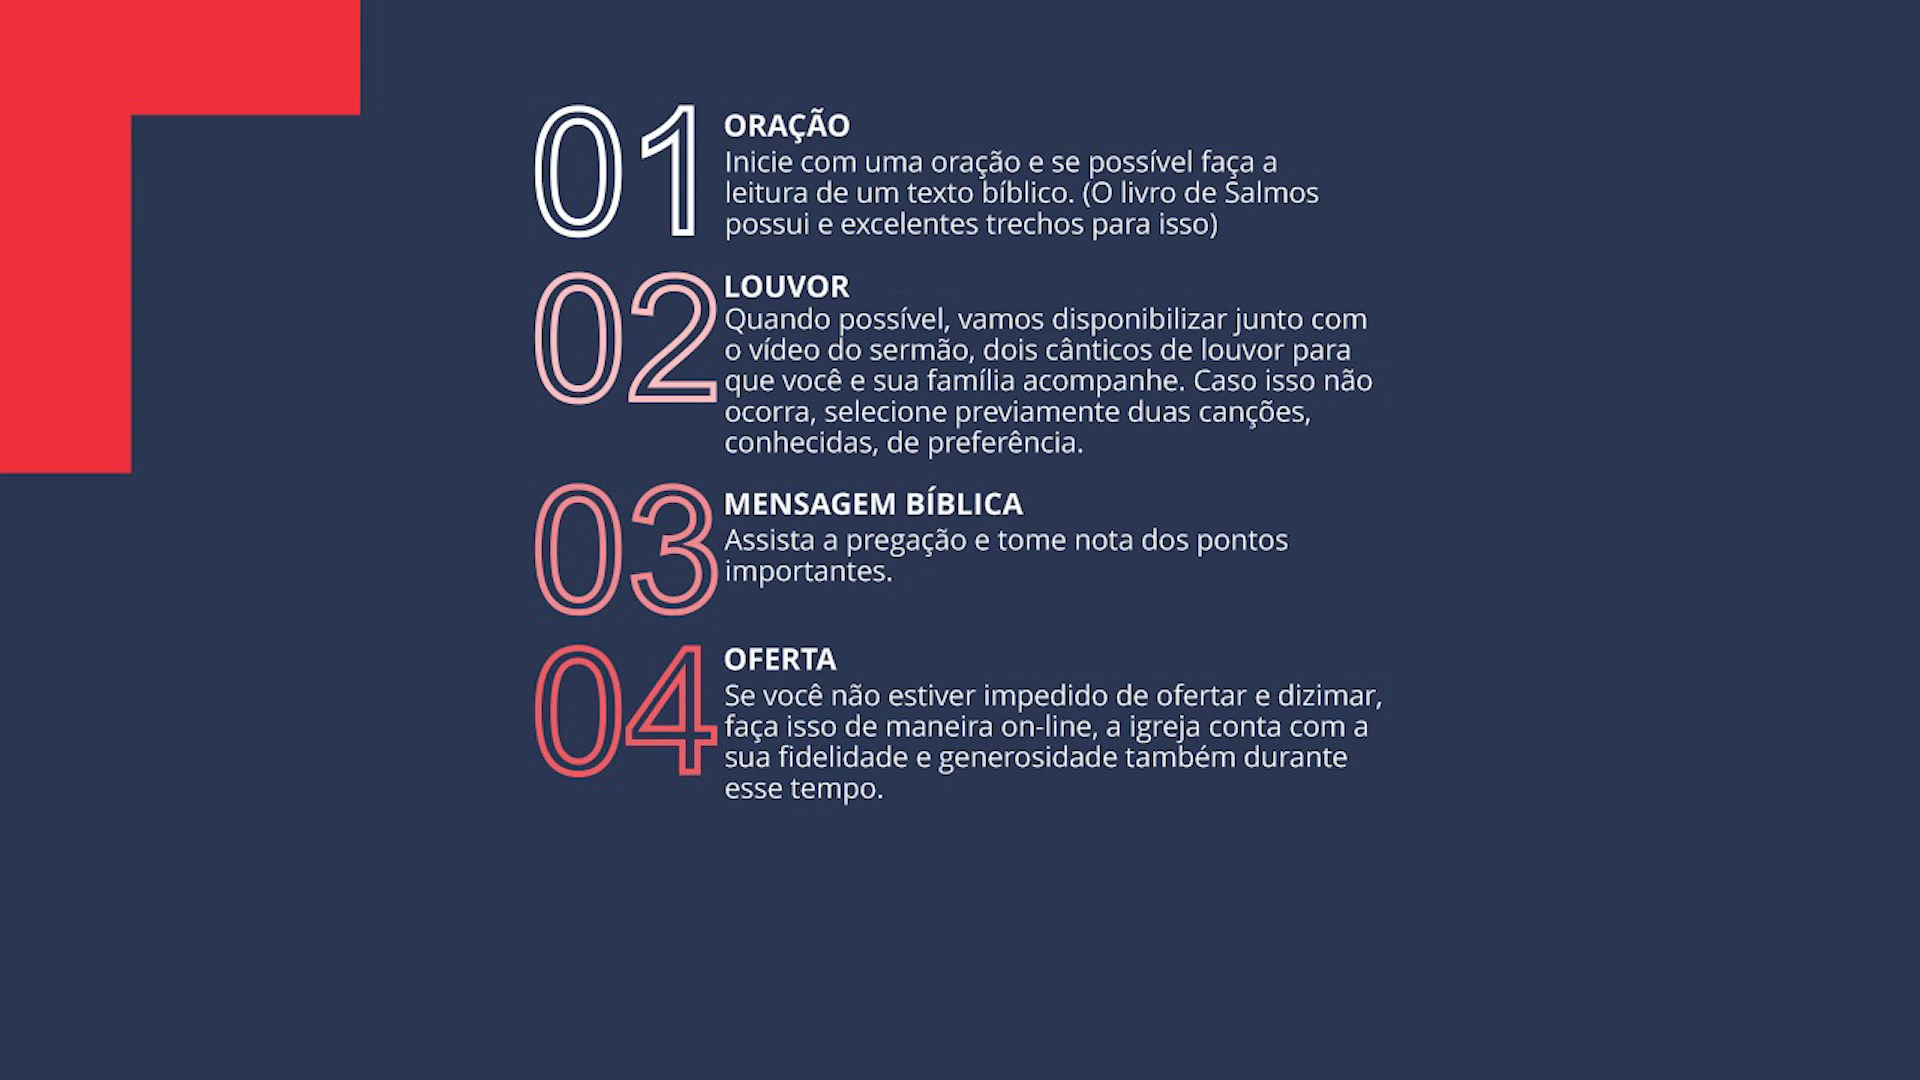 01
ORAÇÃO
Inicie com uma oração e se possível faça a
leitura de um texto bíblico. (O livro de Salmos
possui e excelentes trechos para isso)
02
LOUVOR
Quando possível, vamos disponibilizar junto com
o vídeo do sermão, dois cânticos de louvor para
que você e sua família acompanhe. Caso isso não
ocorra, selecione previamente duas canções,
conhecidas, de preferência.
03
MENSAGEM BÍBLICA
Assista a pregação e tome nota dos pontos
importantes.
04
OFERTA
Se você não estiver impedido de ofertar e dizimar,
faça isso de maneira on-line, a igreja conta com a
sua fidelidade e generosidade também durante
esse tempo.